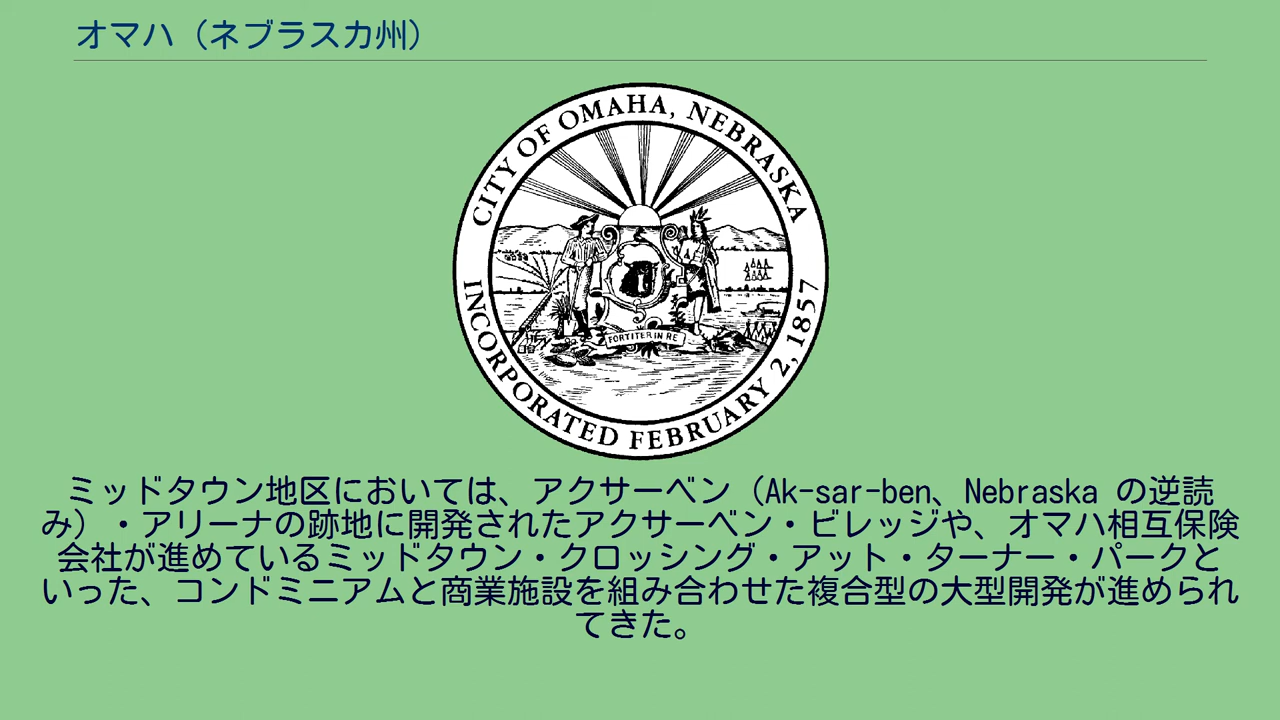 オマハ（ネブラスカ州）
CITY OF OMAHA, NEBRASKA
INCORPORATED FEBRUARY 2, 1857
FORTITER IN RE
ミッドタウン地区においては、アクサーベン（Ak-sar-ben、Nebraska の逆読
み）・アリーナの跡地に開発されたアクサーベン・ビレッジや、オマハ相互保険
会社が進めているミッドタウン・クロッシング・アット・ターナー・パークと
いった、コンドミニアムと商業施設を組み合わせた複合型の大型開発が進められ
てきた。